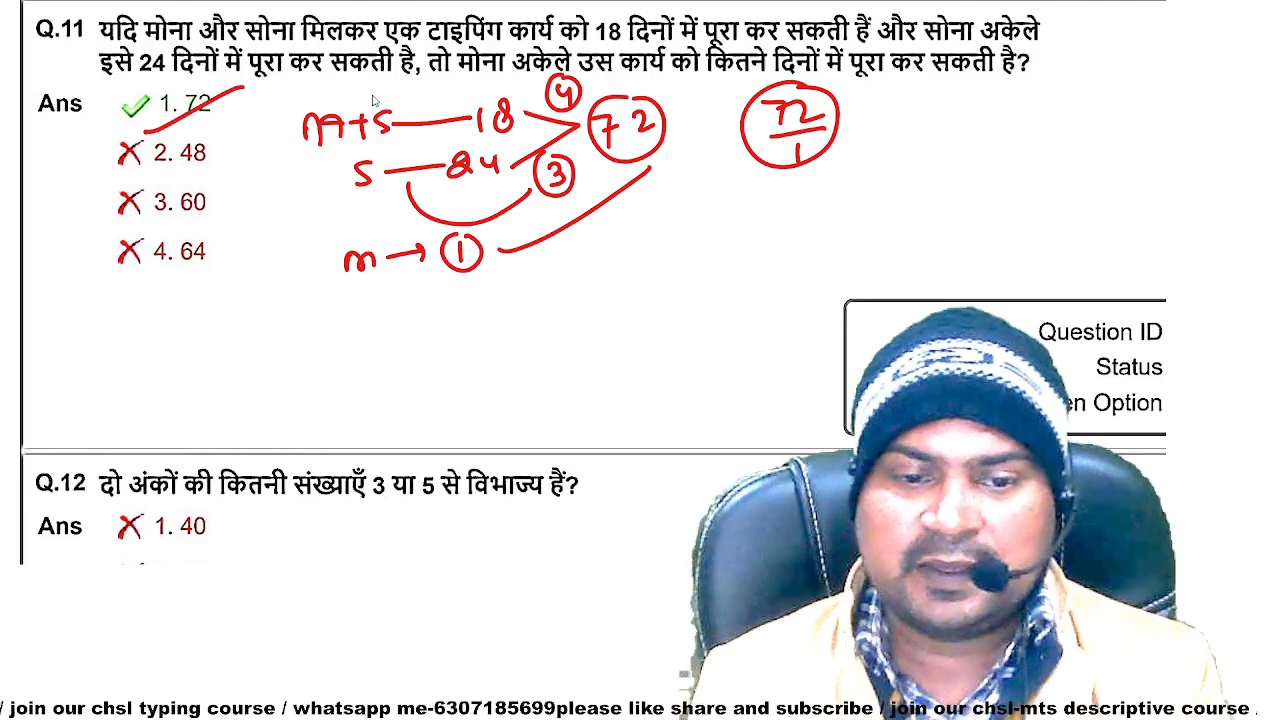 Q.11 यदि मोना और सोना मिलकर एक टाइपिंग कार्य को 18 दिनों में पूरा कर सकती हैं और सोना अकेले
इसे 24 दिनों में पूरा कर सकती है, तो मोना अकेले उस कार्य को कितने दिनों में पूरा कर सकती है?
Ans 1. 72
2. 48
3. 60
4. 64
M+S 18 4 72
S 24 3
m → 1
72
1
Question ID
Status
en Option
Q.12 दो अंकों की कितनी संख्याएँ 3 या 5 से विभाज्य हैं?
Ans 1. 40
/ join our chsl typing course / whatsapp me-6307185699please like share and subscribe / join our chsl-mts descriptive course